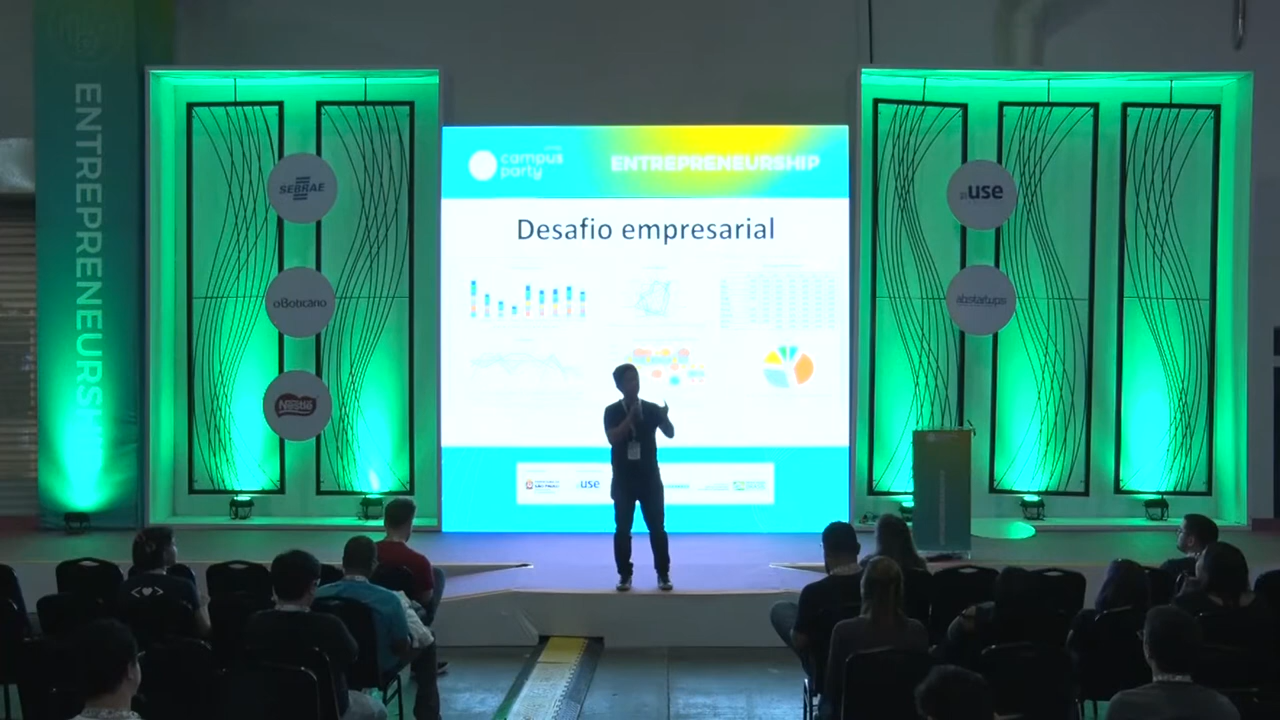 ENTREPRENEURSHIP
SEBRAE
oBoticário
Nestlé
campus
party
ENTREPRENEURSHIP
Desafio empresarial
use
use
abstartups